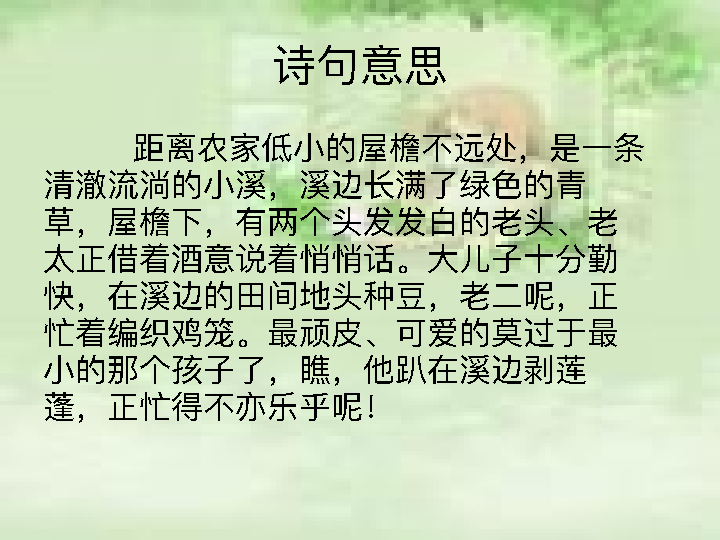 诗句意思
距离农家低小的屋檐不远处，是一条
清澈流淌的小溪，溪边长满了绿色的青
草，屋檐下，有两个头发发白的老头、老
太正借着酒意说着悄悄话。大儿子十分勤
快，在溪边的田间地头种豆，老二呢，正
忙着编织鸡笼。最顽皮、可爱的莫过于最
小的那个孩子了，瞧，他趴在溪边剥莲
蓬，正忙得不亦乐乎呢！